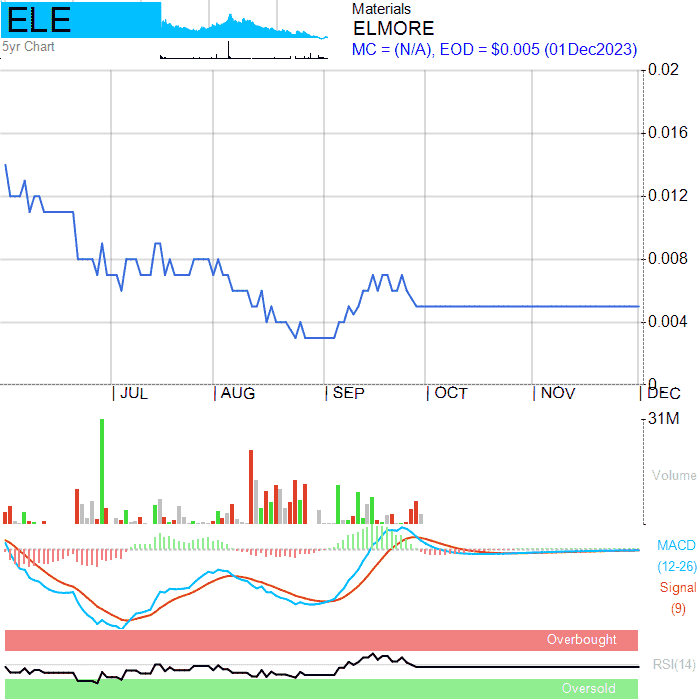 ELE
5yr Chart
Materials
ELMORE
MC = (N/A), EOD = $0.005 (01Dec2023)
0.02
0.016
0.012
0.008
0.004
0
JUL AUG SEP OCT NOV DEC
31M
Volume
MACD
(12-26)
Signal
(9)
Overbought
RSI(14)
Oversold